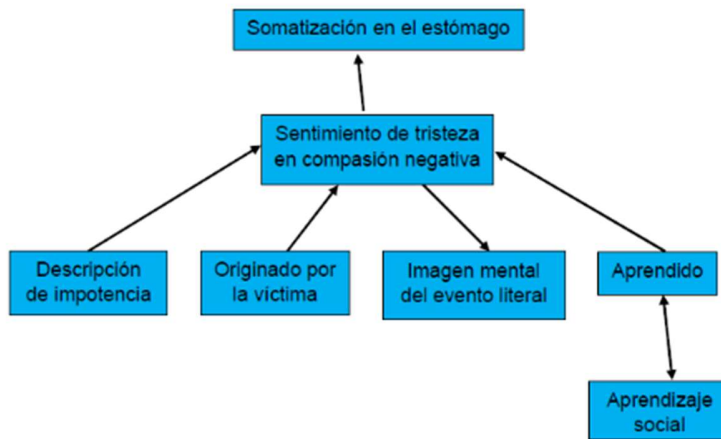 Somatización en el estómago
Sentimiento de tristeza
en compasión negativa
Descripción
de impotencia
Originado por
la víctima
Imagen mental
del evento literal
Aprendido
Aprendizaje
social